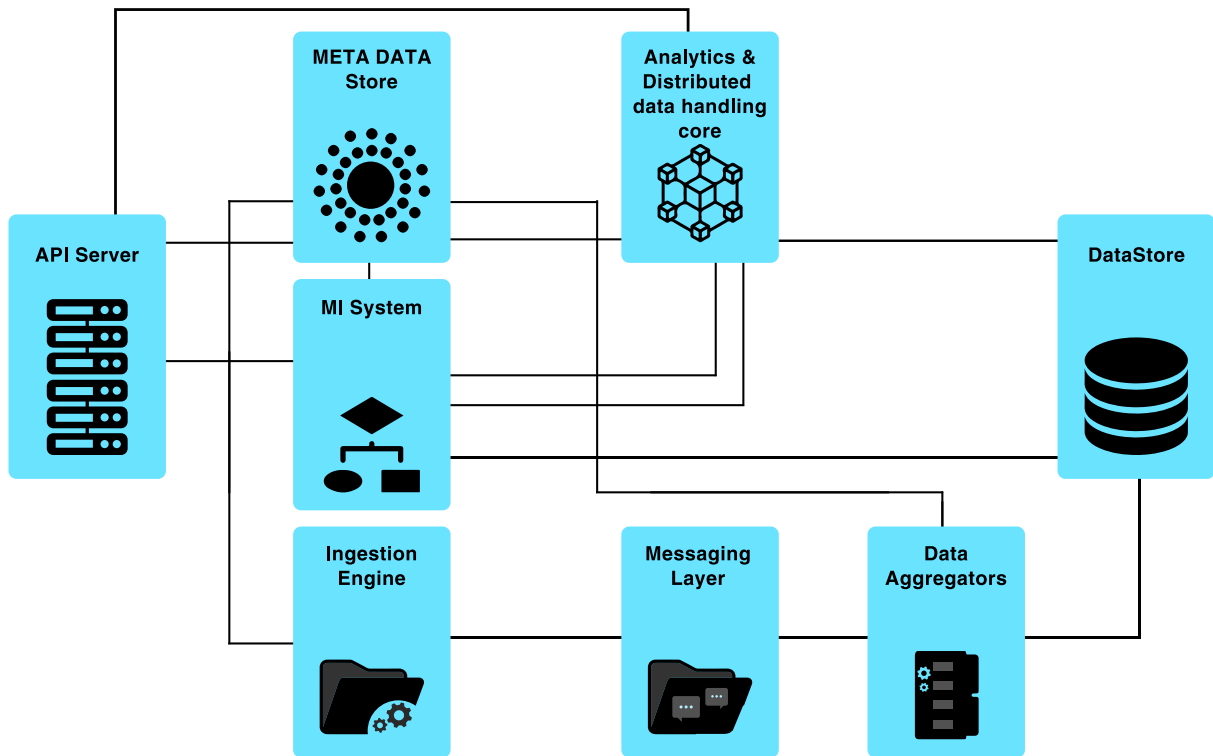 META DATA
Store
Analytics &
Distributed
data handling
core
API Server
DataStore
MI System
Ingestion
Engine
Messaging
Layer
Data
Aggregators